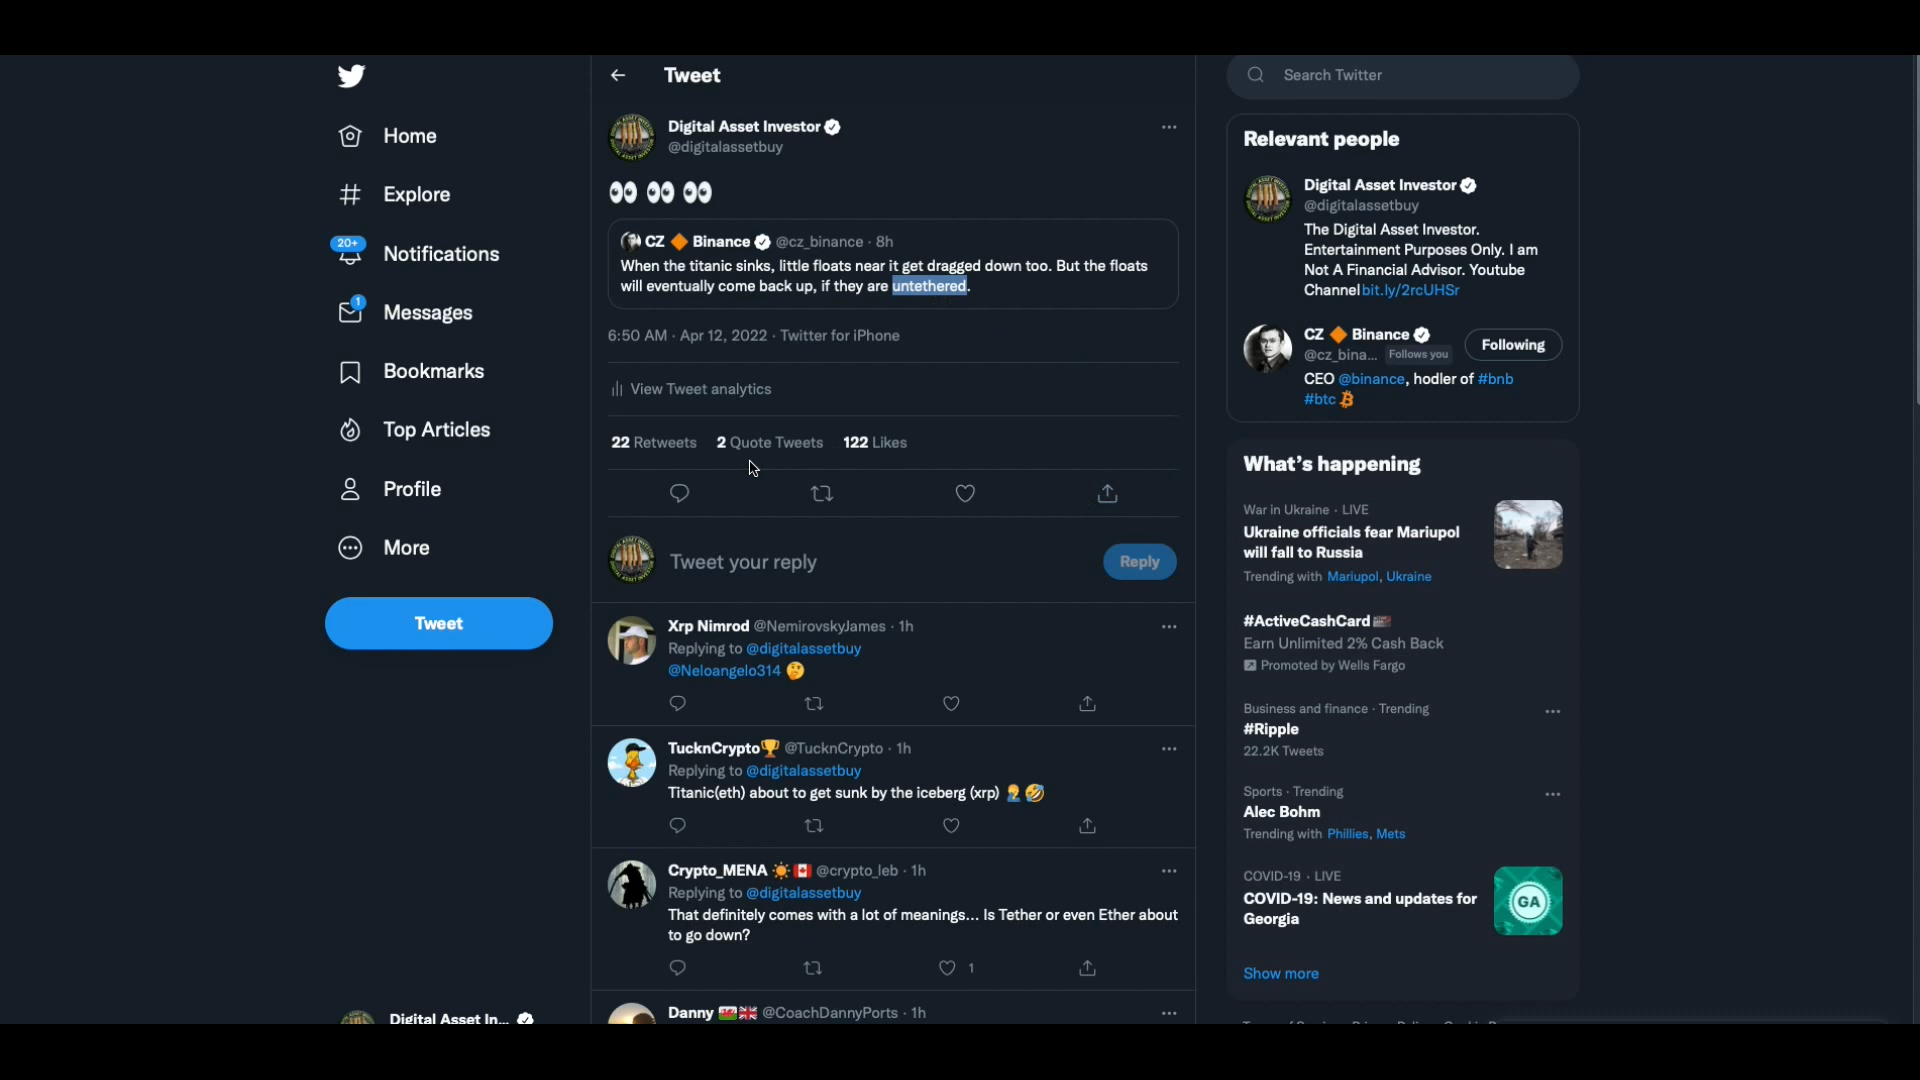 Home
Explore
20+
Notifications
1
Messages
Bookmarks
Top Articles
Profile
More
Tweet
Digital Asset In...
Tweet
Digital Asset Investor
@digitalassetbuy
CZ 🔶 Binance @cz_binance · 8h
When the titanic sinks, little floats near it get dragged down too. But the floats
will eventually come back up, if they are untethered.
6:50 AM · Apr 12, 2022 · Twitter for iPhone
View Tweet analytics
22 Retweets 2 Quote Tweets 122 Likes
Tweet your reply
Reply
Xrp Nimrod @NemirovskyJames · 1h
Replying to @digitalassetbuy
@Neloangelo314 🤔
TucknCrypto🏆 @TucknCrypto · 1h
Replying to @digitalassetbuy
Titanic(eth) about to get sunk by the iceberg (xrp) 🤦‍♂️🤣
Crypto_MENA ☀️🇨🇦 @crypto_leb · 1h
Replying to @digitalassetbuy
That definitely comes with a lot of meanings... Is Tether or even Ether about
to go down?
1
Danny 🏴󠁧󠁢󠁷󠁬󠁳󠁿🇬🇧 @CoachDannyPorts · 1h
Search Twitter
Relevant people
Digital Asset Investor
@digitalassetbuy
The Digital Asset Investor.
Entertainment Purposes Only. I am
Not A Financial Advisor. Youtube
Channel bit.ly/2rcUHSr
CZ 🔶 Binance
@cz_bina... Follows you
Following
CEO @binance, hodler of #bnb
#btc
What's happening
War in Ukraine · LIVE
Ukraine officials fear Mariupol
will fall to Russia
Trending with Mariupol, Ukraine
#ActiveCashCard
Earn Unlimited 2% Cash Back
Promoted by Wells Fargo
Business and finance · Trending
#Ripple
22.2K Tweets
Sports · Trending
Alec Bohm
Trending with Phillies, Mets
COVID-19 · LIVE
COVID-19: News and updates for
Georgia
GA
Show more